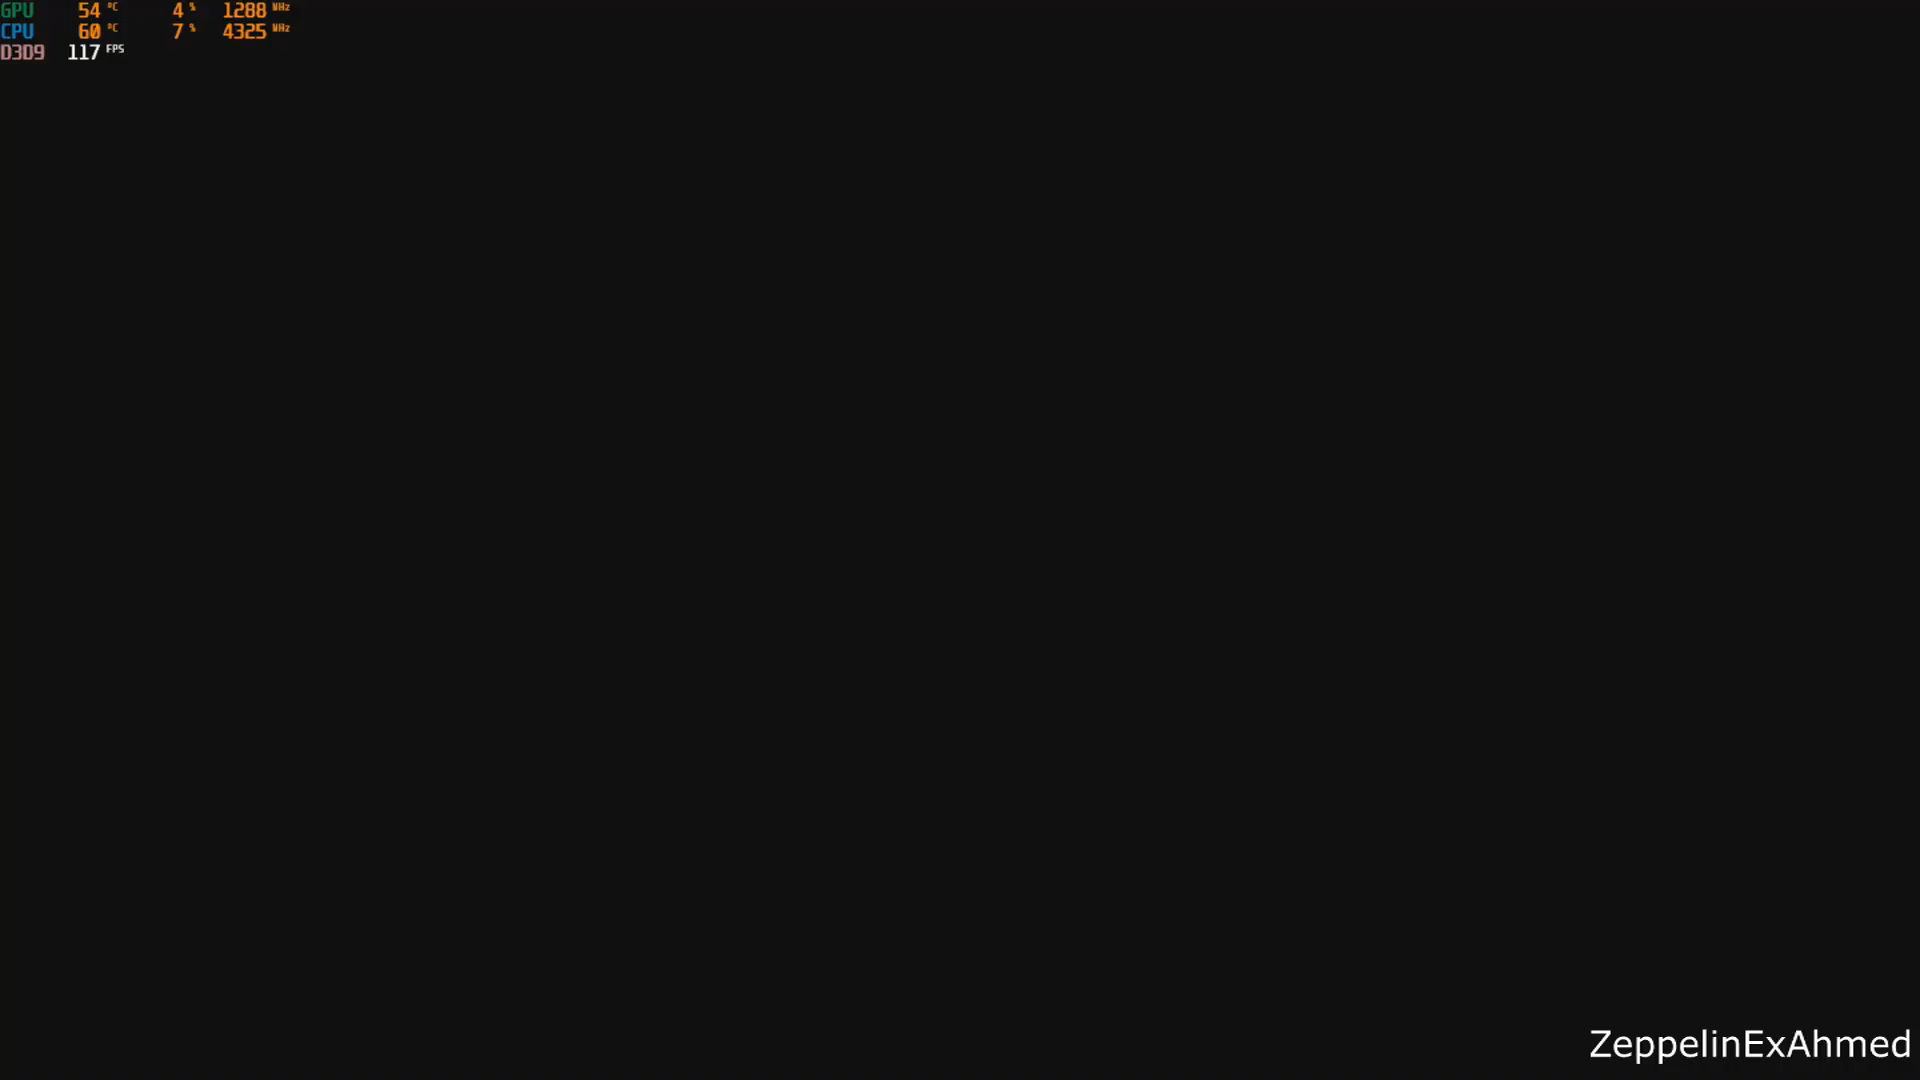 GPU 54 °C 4 % 1288 MHz
CPU 60 °C 7 % 4325 MHz
D3D9 117 FPS
ZeppelinExAhmed